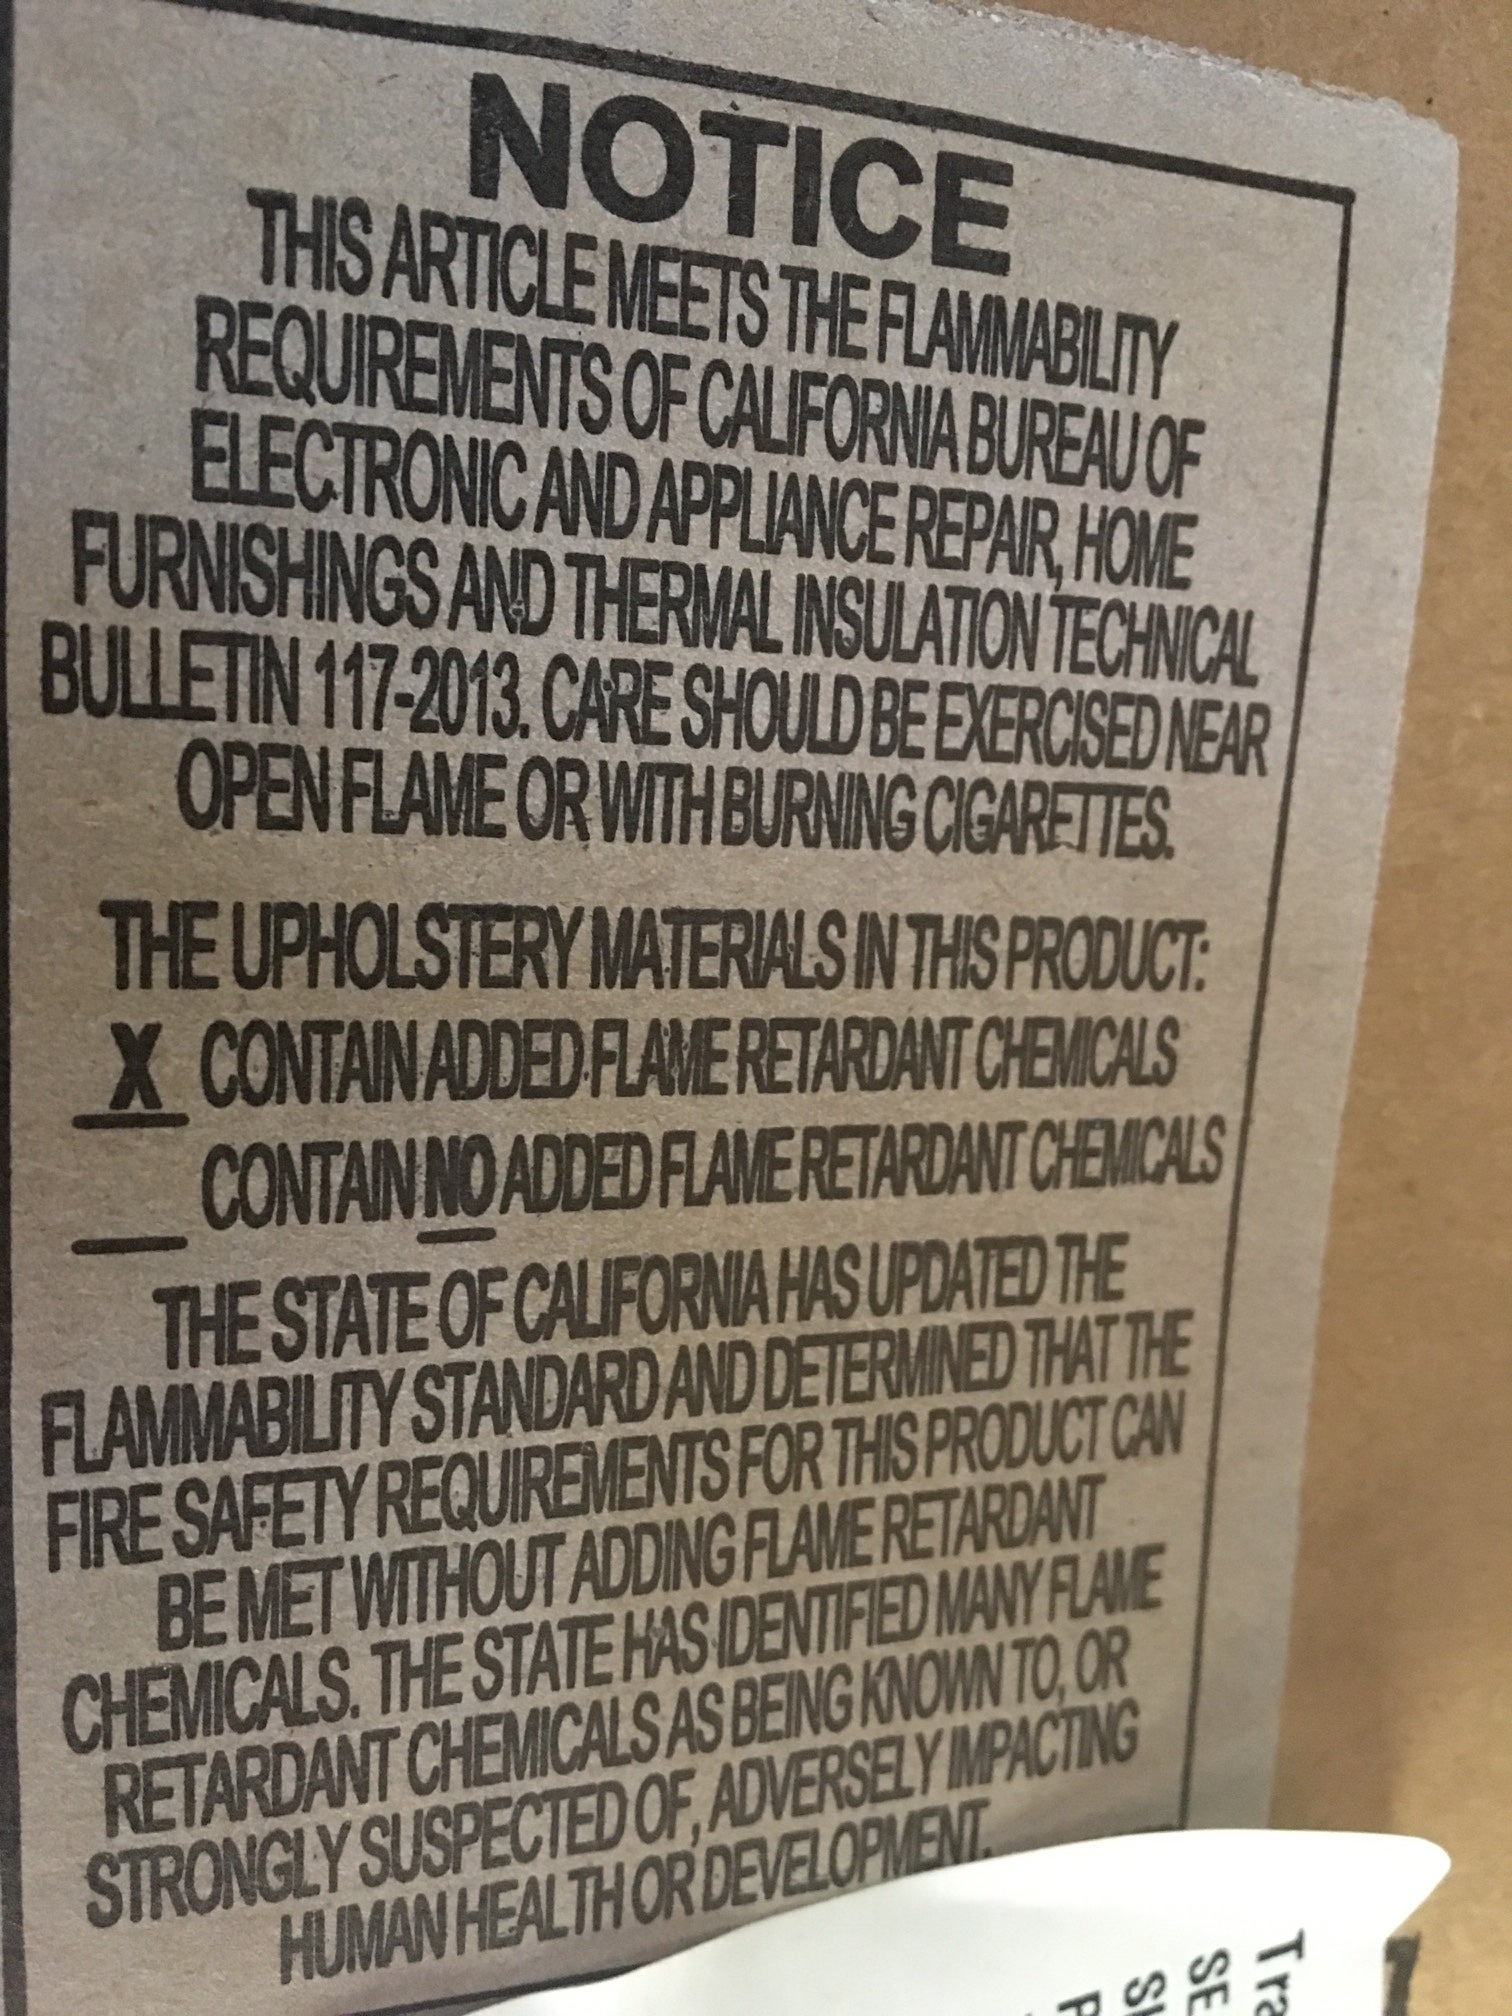 NOTICE
THIS ARTICLE MEETS THE FLAMMABILITY
REQUIREMENTS OF CALIFORNIA BUREAU OF
ELECTRONIC AND APPLIANCE REPAIR, HOME
FURNISHINGS AND THERMAL INSULATION TECHNICAL
BULLETIN 117-2013. CARE SHOULD BE EXERCISED NEAR
OPEN FLAME OR WITH BURNING CIGARETTES.
THE UPHOLSTERY MATERIALS IN THIS PRODUCT:
X CONTAIN ADDED FLAME RETARDANT CHEMICALS
CONTAIN NO ADDED FLAME RETARDANT CHEMICALS
THE STATE OF CALIFORNIA HAS UPDATED THE
FLAMMABILITY STANDARD AND DETERMINED THAT THE
FIRE SAFETY REQUIREMENTS FOR THIS PRODUCT CAN
BE MET WITHOUT ADDING FLAME RETARDANT
CHEMICALS. THE STATE HAS IDENTIFIED MANY FLAME
RETARDANT CHEMICALS AS BEING KNOWN TO, OR
STRONGLY SUSPECTED OF, ADVERSELY IMPACTING
HUMAN HEALTH OR DEVELOPMENT.